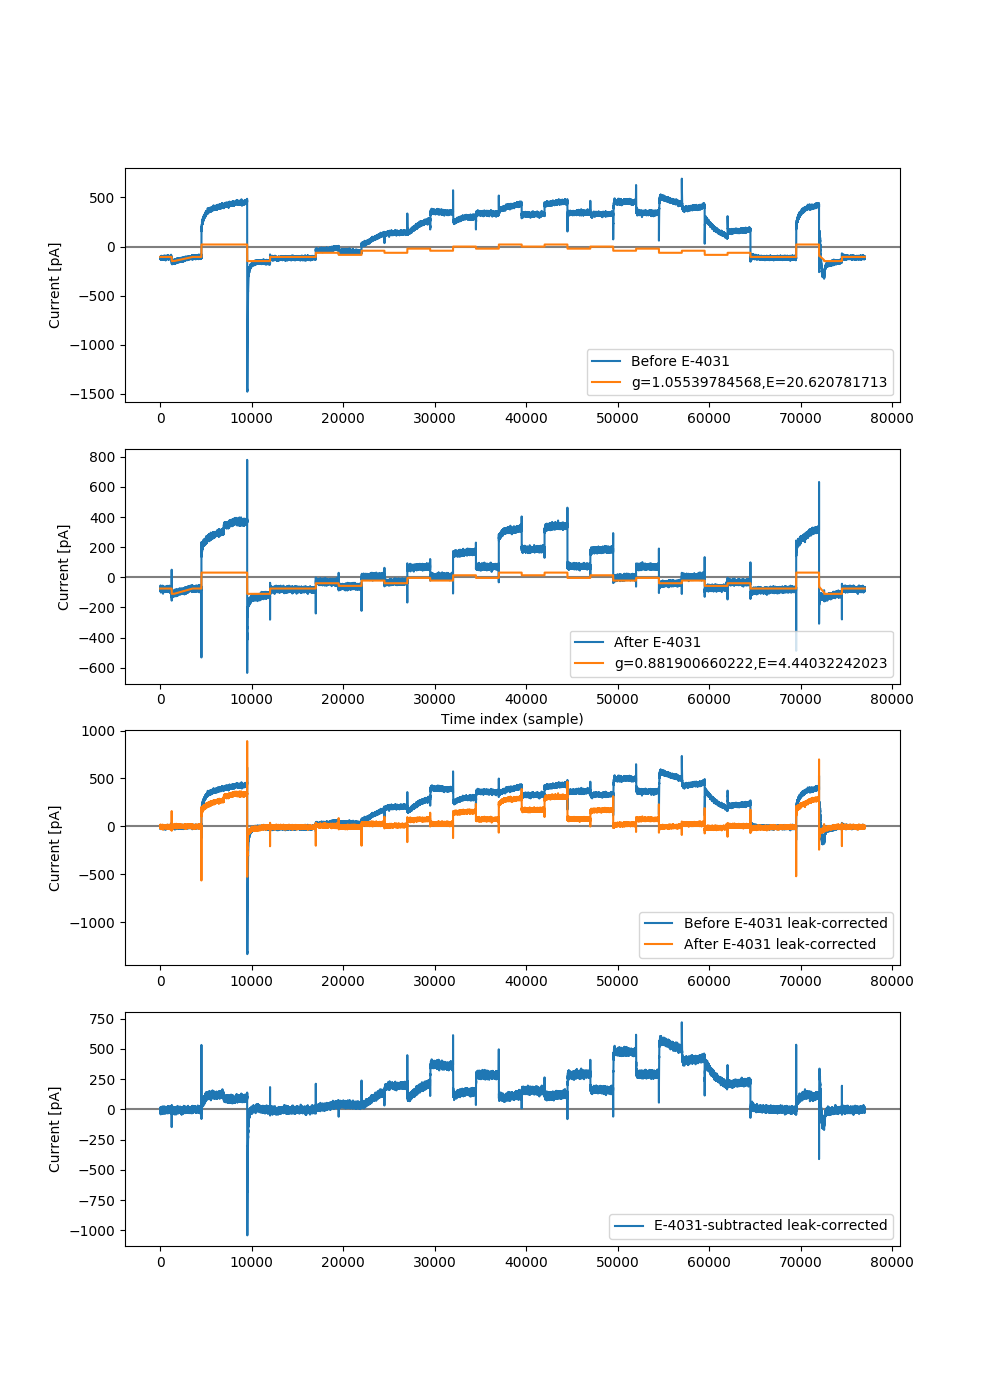 500
0
−500
−1000
−1500
Current [pA]
Before E-4031
g=1.05539784568,E=20.620781713
0 10000 20000 30000 40000 50000 60000 70000 80000
800
600
400
200
0
−200
−400
−600
Current [pA]
After E-4031
g=0.881900660222,E=4.44032242023
0 10000 20000 30000 40000 50000 60000 70000 80000
Time index (sample)
1000
500
0
−500
−1000
Current [pA]
Before E-4031 leak-corrected
After E-4031 leak-corrected
0 10000 20000 30000 40000 50000 60000 70000 80000
750
500
250
0
−250
−500
−750
−1000
Current [pA]
E-4031-subtracted leak-corrected
0 10000 20000 30000 40000 50000 60000 70000 80000